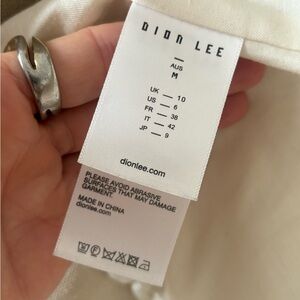 DION LEE
—
AUS
M
UK — 10
US — 6
FR — 38
IT — 42
JP — 9
dionlee.com
PLEASE AVOID ABRASIVE
SURFACES THAT MAY DAMAGE
GARMENT.
MADE IN CHINA
dionlee.com